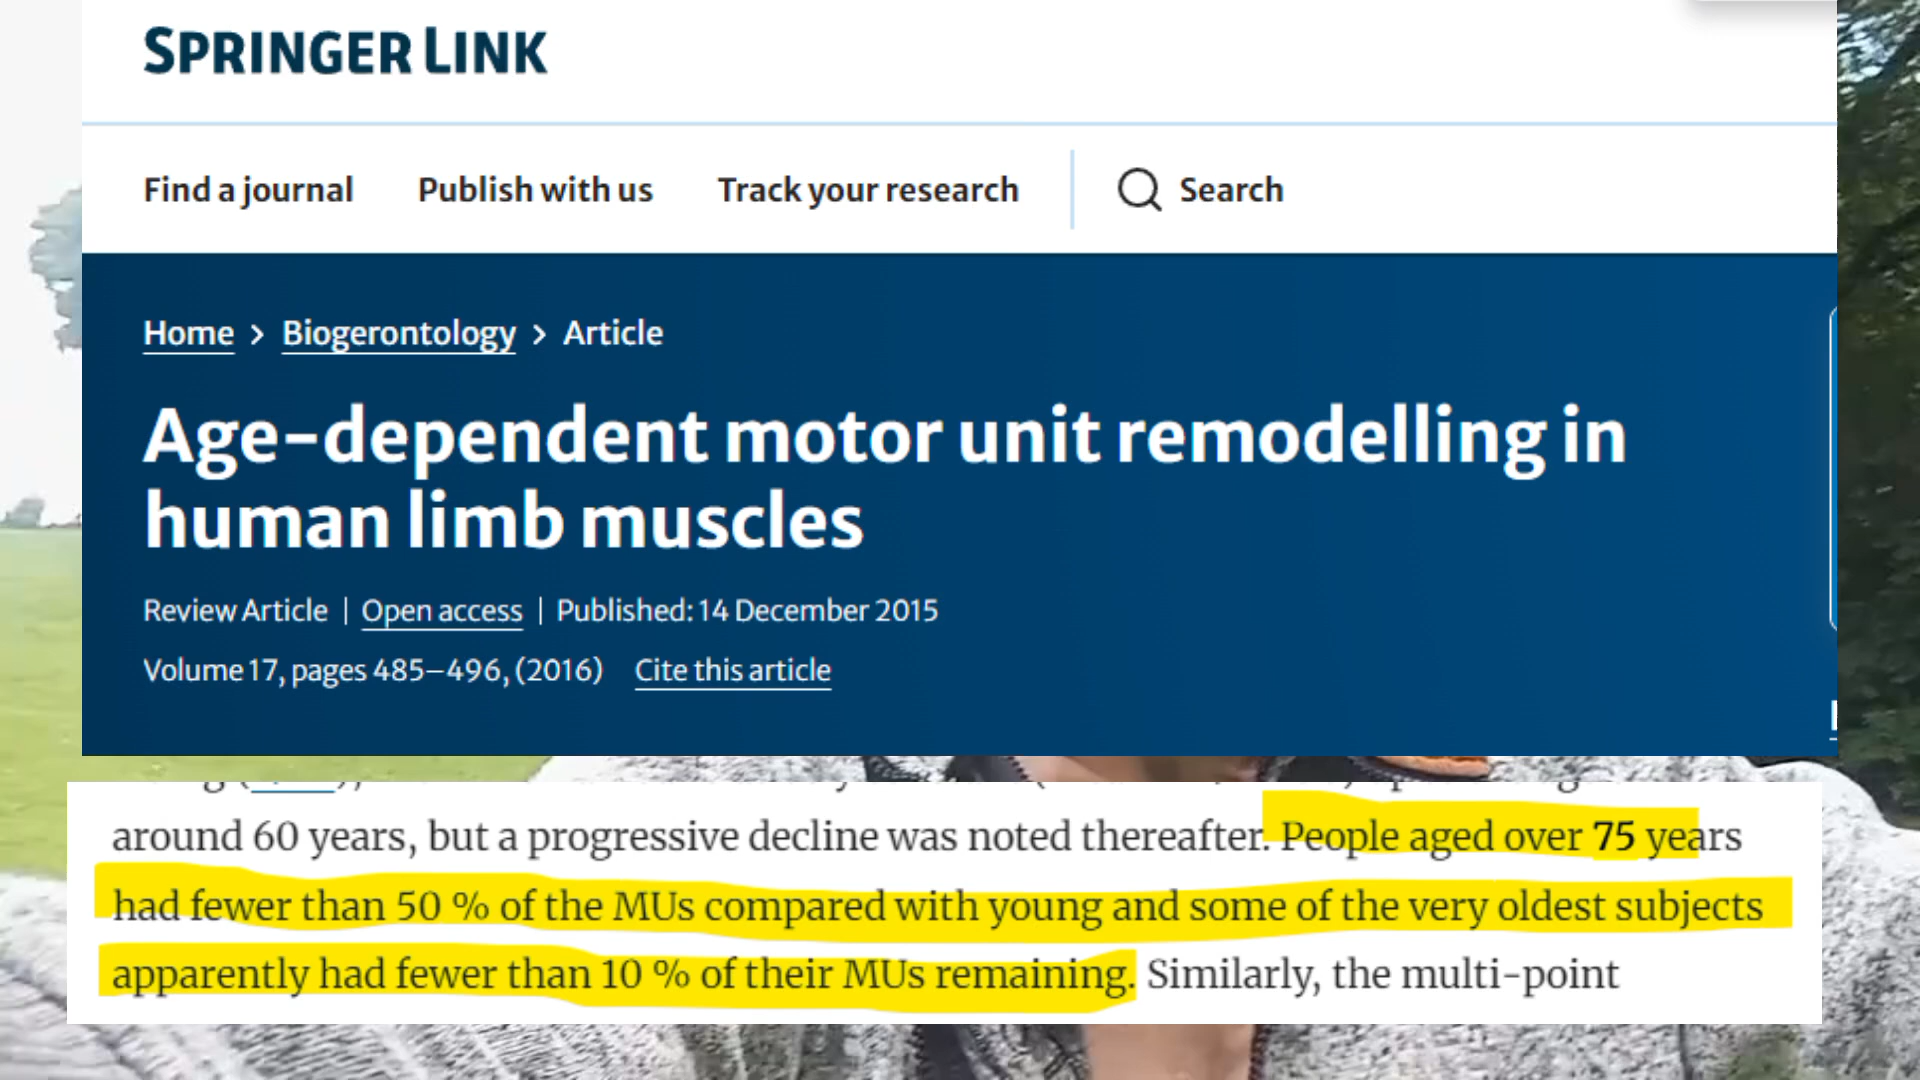 SPRINGER LINK
Find a journal Publish with us Track your research Search
Home > Biogerontology > Article
Age-dependent motor unit remodelling in
human limb muscles
Review Article | Open access | Published: 14 December 2015
Volume 17, pages 485–496, (2016) Cite this article
around 60 years, but a progressive decline was noted thereafter. People aged over 75 years
had fewer than 50 % of the MUs compared with young and some of the very oldest subjects
apparently had fewer than 10 % of their MUs remaining. Similarly, the multi-point